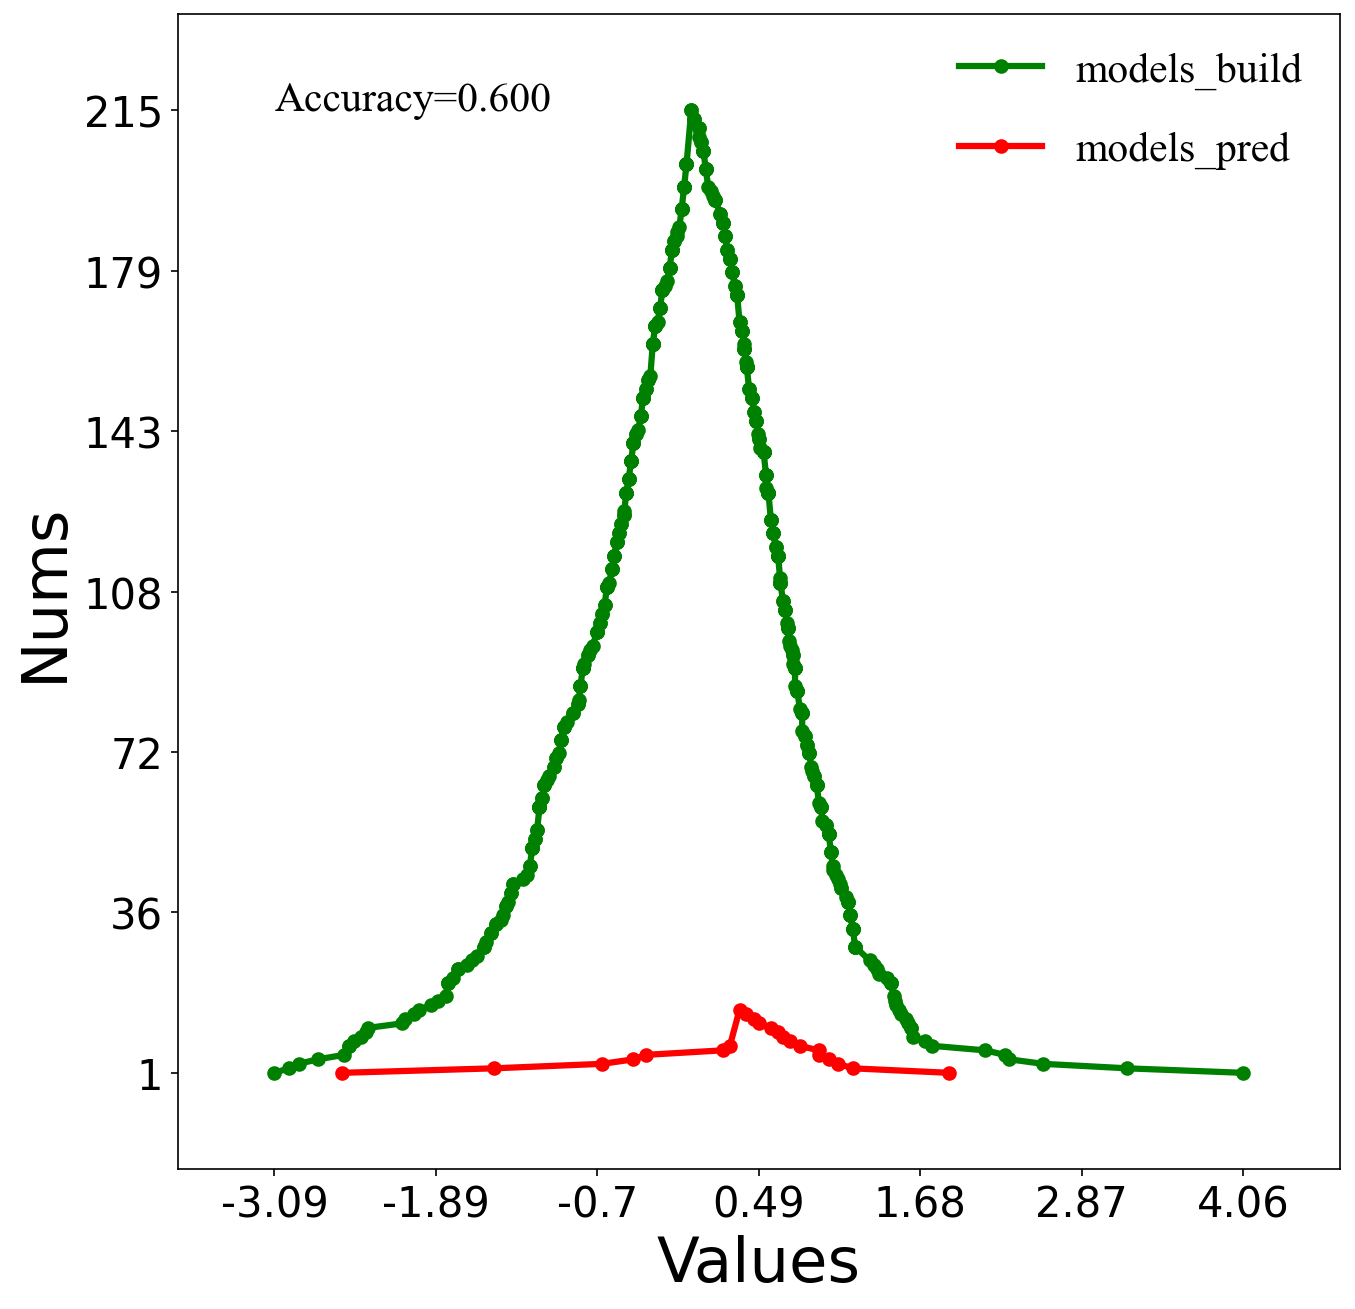 Accuracy=0.600
models_build
models_pred
Nums
215
179
143
108
72
36
1
-3.09
-1.89
-0.7
0.49
1.68
2.87
4.06
Values